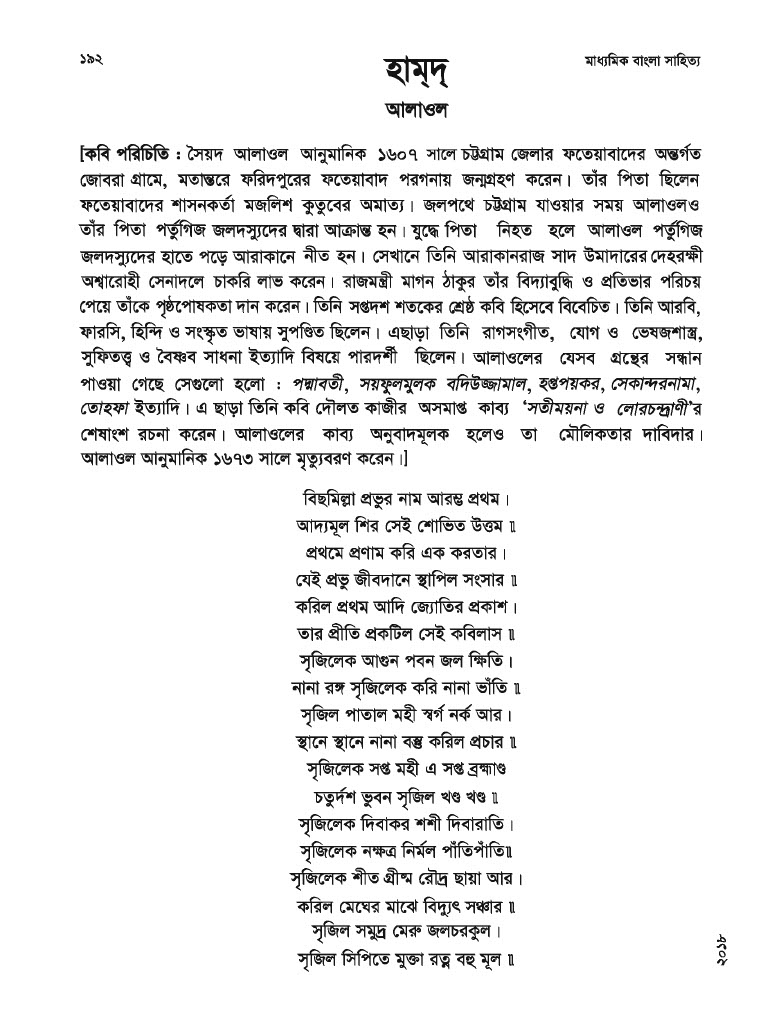 ১৯২
মাধ্যমিক বাংলা সাহিত্য
হাম্‌দ্
আলাওল
[কবি পরিচিতি : সৈয়দ আলাওল আনুমানিক ১৬০৭ সালে চট্টগ্রাম জেলার ফতেয়াবাদের অন্তর্গত
জোবরা গ্রামে, মতান্তরে ফরিদপুরের ফতেয়াবাদ পরগনায় জন্মগ্রহণ করেন। তাঁর পিতা ছিলেন
ফতেয়াবাদের শাসনকর্তা মজলিশ কুতুবের অমাত্য। জলপথে চট্টগ্রাম যাওয়ার সময় আলাওলও
তাঁর পিতা পর্তুগিজ জলদস্যুদের দ্বারা আক্রান্ত হন। যুদ্ধে পিতা নিহত হলে আলাওল পর্তুগিজ
জলদস্যুদের হাতে পড়ে আরাকানে নীত হন। সেখানে তিনি আরাকানরাজ সাদ উমাদারের দেহরক্ষী
অশ্বারোহী সেনাদলে চাকরি লাভ করেন। রাজমন্ত্রী মাগন ঠাকুর তাঁর বিদ্যাবুদ্ধি ও প্রতিভার পরিচয়
পেয়ে তাঁকে পৃষ্ঠপোষকতা দান করেন। তিনি সপ্তদশ শতকের শ্রেষ্ঠ কবি হিসেবে বিবেচিত। তিনি আরবি,
ফারসি, হিন্দি ও সংস্কৃত ভাষায় সুপণ্ডিত ছিলেন। এছাড়া তিনি রাগসংগীত, যোগ ও ভেষজশাস্ত্র,
সুফিতত্ত্ব ও বৈষ্ণব সাধনা ইত্যাদি বিষয়ে পারদর্শী ছিলেন। আলাওলের যেসব গ্রন্থের সন্ধান
পাওয়া গেছে সেগুলো হলো : পদ্মাবতী, সয়ফুলমুলক বদিউজ্জামাল, হপ্তপয়কর, সেকান্দরনামা,
তোহফা ইত্যাদি। এ ছাড়া তিনি কবি দৌলত কাজীর অসমাপ্ত কাব্য ‘সতীময়না ও লোরচন্দ্রাণী’র
শেষাংশ রচনা করেন। আলাওলের কাব্য অনুবাদমূলক হলেও তা মৌলিকতার দাবিদার।
আলাওল আনুমানিক ১৬৭৩ সালে মৃত্যুবরণ করেন।]
বিছমিল্লা প্রভুর নাম আরম্ভ প্রথম।
আদ্যমূল শির সেই শোভিত উত্তম॥
প্রথমে প্রণাম করি এক করতার।
যেই প্রভু জীবদানে স্থাপিল সংসার॥
করিল প্রথম আদি জ্যোতির প্রকাশ।
তার প্রীতি প্রকটিল সেই কবিলাস॥
সৃজিলেক আগুন পবন জল ক্ষিতি।
নানা রঙ্গ সৃজিলেক করি নানা ভাঁতি॥
সৃজিল পাতাল মহী স্বর্গ নর্ক আর।
স্থানে স্থানে নানা বস্তু করিল প্রচার॥
সৃজিলেক সপ্ত মহী এ সপ্ত ব্রহ্মাণ্ড
চতুর্দশ ভুবন সৃজিল খণ্ড খণ্ড॥
সৃজিলেক দিবাকর শশী দিবারাতি।
সৃজিলেক নক্ষত্র নির্মল পাঁতিপাঁতি॥
সৃজিলেক শীত গ্রীষ্ম রৌদ্র ছায়া আর।
করিল মেঘের মাঝে বিদ্যুৎ সঞ্চার॥
সৃজিল সমুদ্র মেরু জলচরকুল।
সৃজিল সিপিতে মুক্তা রত্ন বহু মূল॥
২০১৮